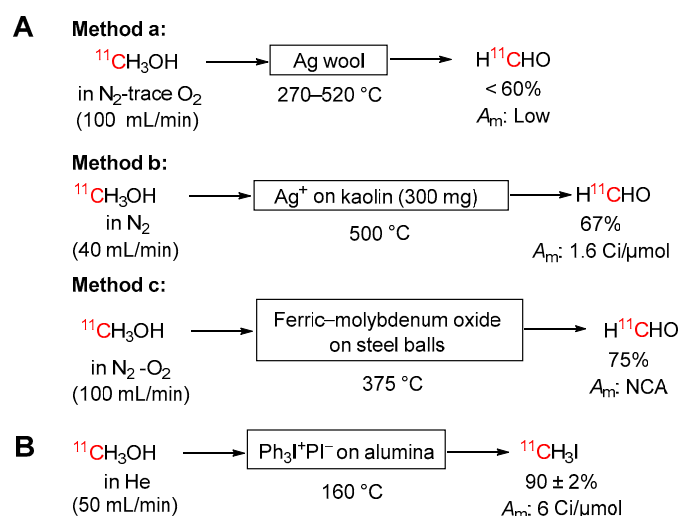 A
Method a:
¹¹CH₃OH
Ag wool
H¹¹CHO
in N₂-trace O₂
270–520 °C
< 60%
(100 mL/min)
Aₘ: Low
Method b:
¹¹CH₃OH
Ag⁺ on kaolin (300 mg)
H¹¹CHO
in N₂
500 °C
67%
(40 mL/min)
Aₘ: 1.6 Ci/µmol
Method c:
¹¹CH₃OH
Ferric–molybdenum oxide
on steel balls
H¹¹CHO
in N₂ -O₂
375 °C
75%
(100 mL/min)
Aₘ: NCA
B
¹¹CH₃OH
Ph₃I⁺PI⁻ on alumina
¹¹CH₃I
in He
160 °C
90 ± 2%
(50 mL/min)
Aₘ: 6 Ci/µmol